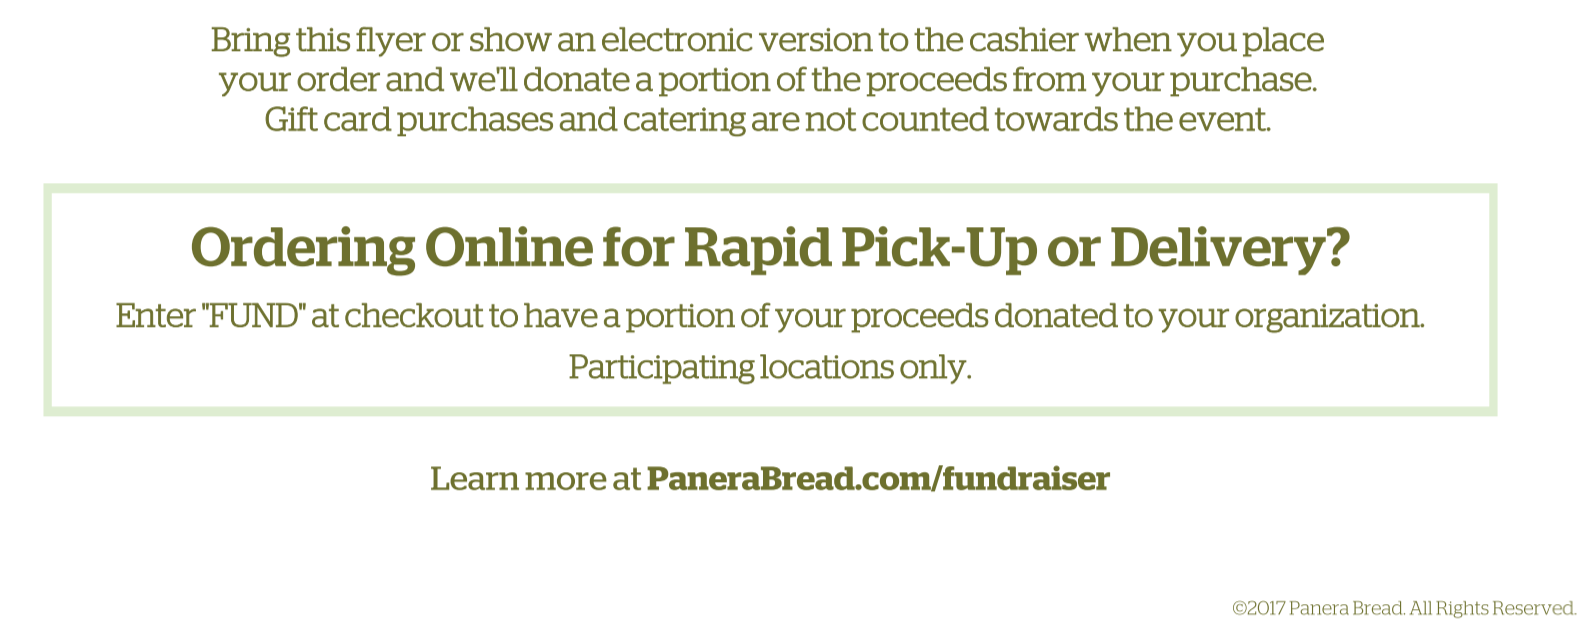 Bring this flyer or show an electronic version to the cashier when you place
your order and we'll donate a portion of the proceeds from your purchase.
Gift card purchases and catering are not counted towards the event.
Ordering Online for Rapid Pick-Up or Delivery?
Enter "FUND" at checkout to have a portion of your proceeds donated to your organization.
Participating locations only.
Learn more at PaneraBread.com/fundraiser
©2017 Panera Bread. All Rights Reserved.